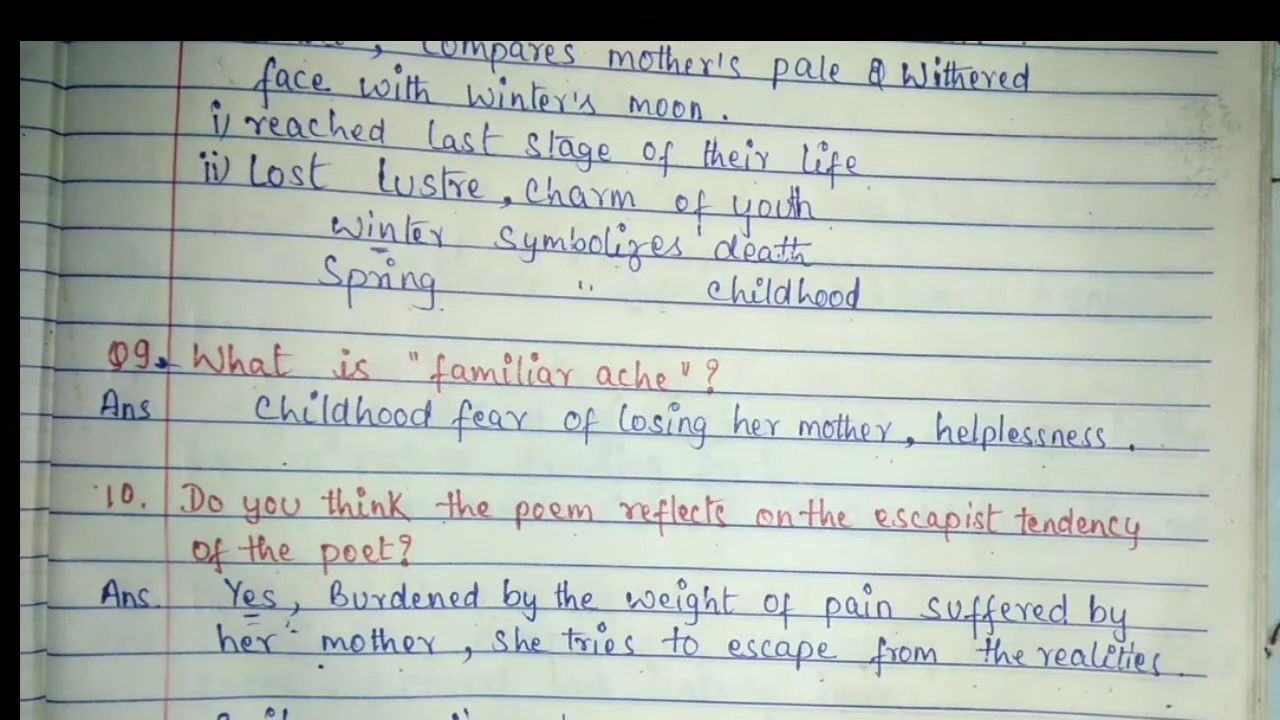 , compares mother's pale & withered
face with winter's moon.
i) reached last stage of their life
ii) Lost lustre, charm of youth
winter symbolizes death
Spring " childhood
Q9. What is "familiar ache"?
Ans Childhood fear of losing her mother, helplessness.
10. Do you think the poem reflects on the escapist tendency
of the poet?
Ans. Yes, Burdened by the weight of pain suffered by
her mother, she tries to escape from the realities.